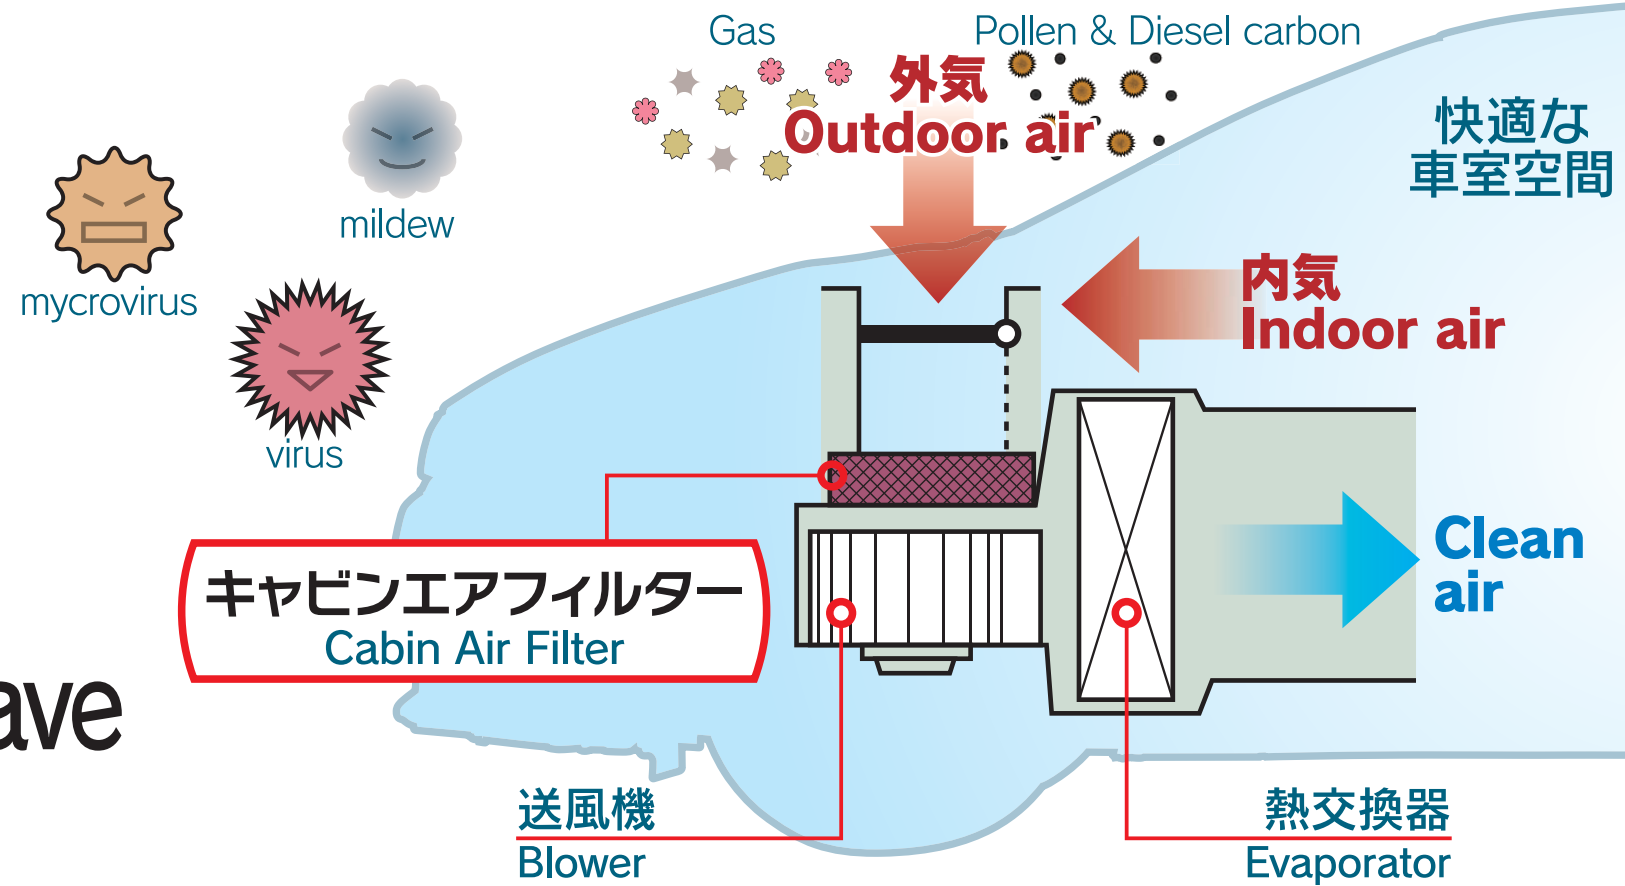 Gas
Pollen & Diesel carbon
外気
Outdoor air
快適な
車室空間
mildew
mycrovirus
内気
Indoor air
virus
Clean
air
キャビンエアフィルター
Cabin Air Filter
ave
送風機
Blower
熱交換器
Evaporator